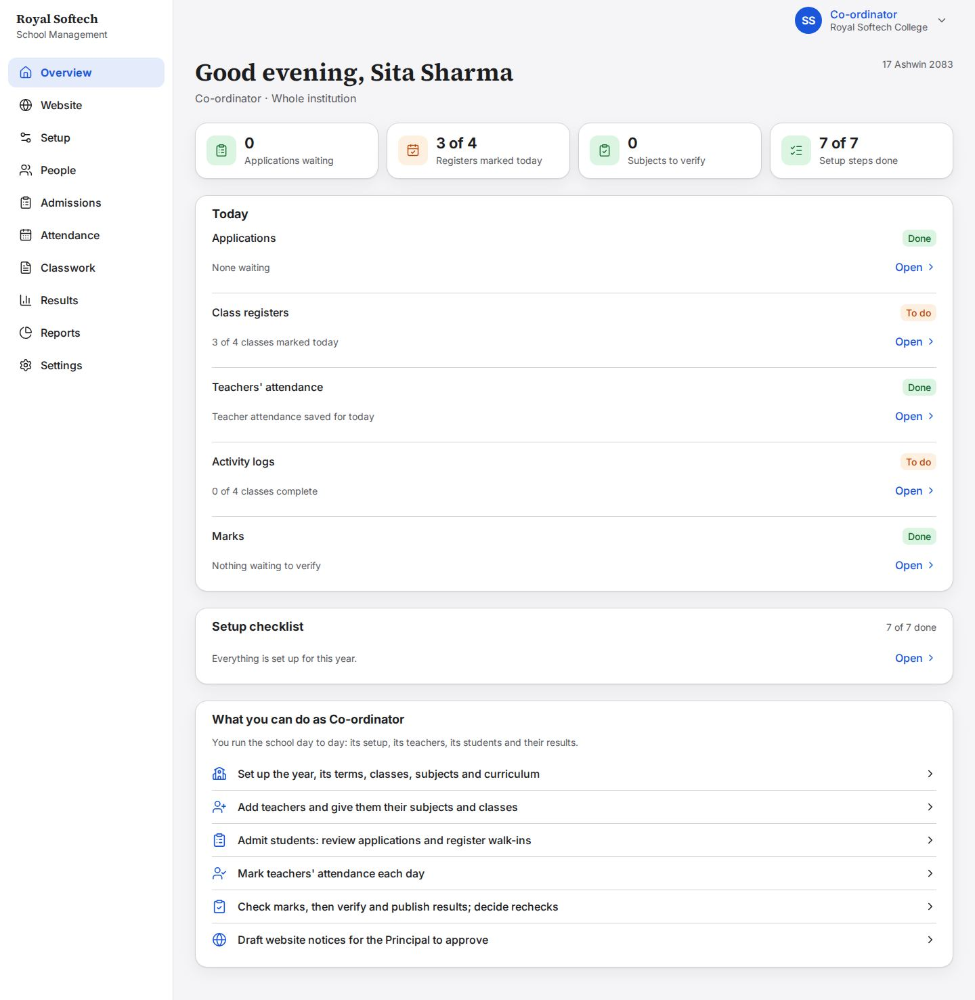 Royal Softech
School Management
Overview
Website
Setup
People
Admissions
Attendance
Classwork
Results
Reports
Settings
SS
Co-ordinator
Royal Softech College
Good evening, Sita Sharma
17 Ashwin 2083
Co-ordinator · Whole institution
0
Applications waiting
3 of 4
Registers marked today
0
Subjects to verify
7 of 7
Setup steps done
Today
Applications
Done
None waiting
Open
Class registers
To do
3 of 4 classes marked today
Open
Teachers' attendance
Done
Teacher attendance saved for today
Open
Activity logs
To do
0 of 4 classes complete
Open
Marks
Done
Nothing waiting to verify
Open
Setup checklist
7 of 7 done
Everything is set up for this year.
Open
What you can do as Co-ordinator
You run the school day to day: its setup, its teachers, its students and their results.
Set up the year, its terms, classes, subjects and curriculum
Add teachers and give them their subjects and classes
Admit students: review applications and register walk-ins
Mark teachers' attendance each day
Check marks, then verify and publish results; decide rechecks
Draft website notices for the Principal to approve